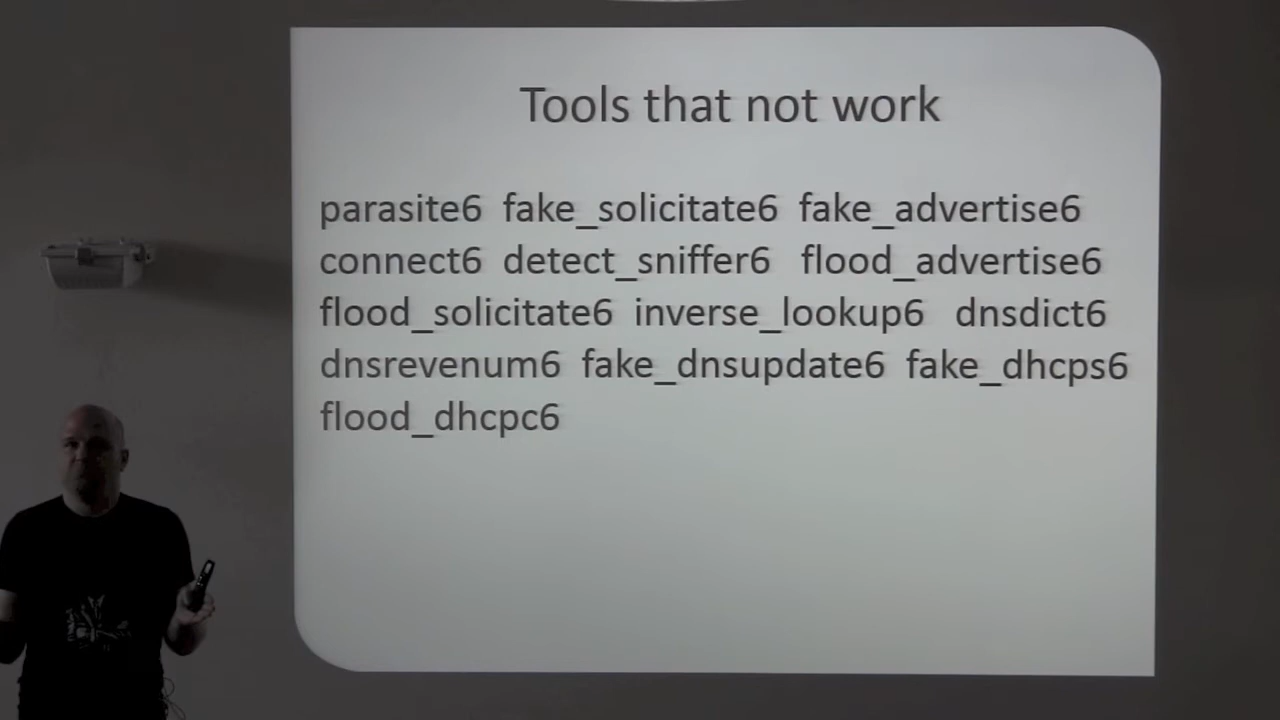 Tools that not work
parasite6 fake_solicitate6 fake_advertise6
connect6 detect_sniffer6 flood_advertise6
flood_solicitate6 inverse_lookup6 dnsdict6
dnsrevenum6 fake_dnsupdate6 fake_dhcps6
flood_dhcpc6